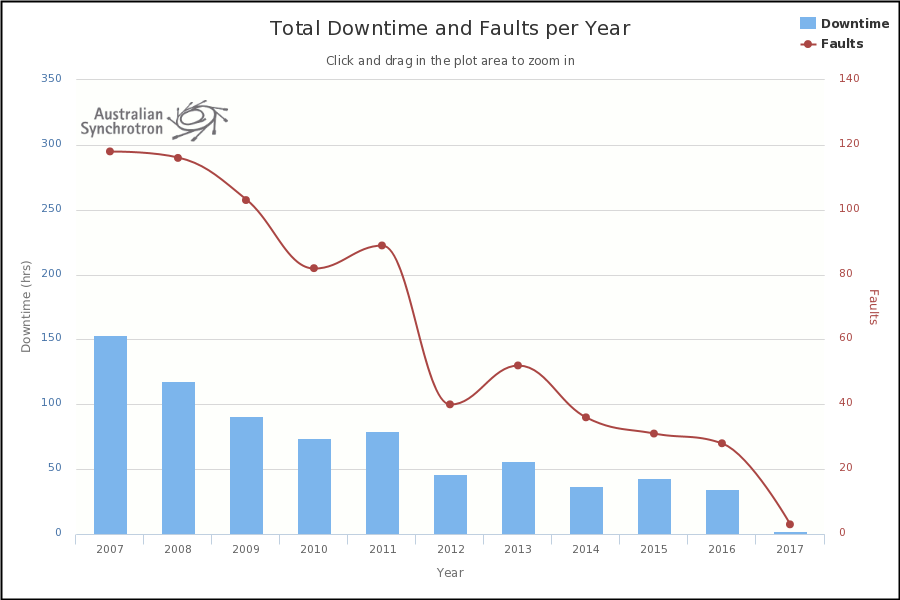 Total Downtime and Faults per Year
Click and drag in the plot area to zoom in
Downtime
Faults
Australian
Synchrotron
350
300
250
200
150
100
50
0
Downtime (hrs)
140
120
100
80
60
40
20
0
Faults
2007 2008 2009 2010 2011 2012 2013 2014 2015 2016 2017
Year